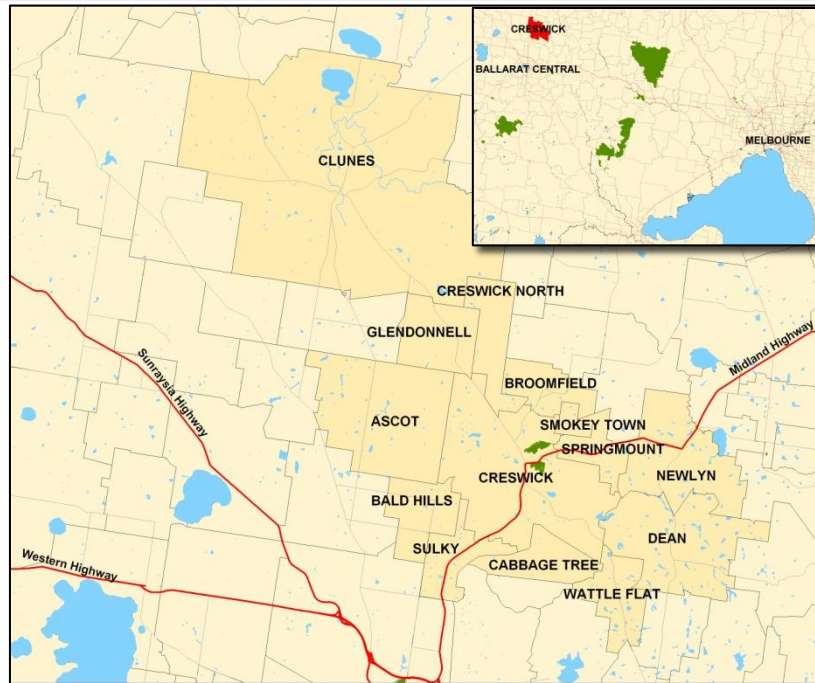 CRESWICK
BALLARAT CENTRAL
MELBOURNE
CLUNES
CRESWICK NORTH
GLENDONNELL
Sunraysia Highway
Midland Highway
BROOMFIELD
ASCOT
SMOKEY TOWN
SPRINGMOUNT
CRESWICK
NEWLYN
BALD HILLS
DEAN
SULKY
Western Highway
CABBAGE TREE
WATTLE FLAT